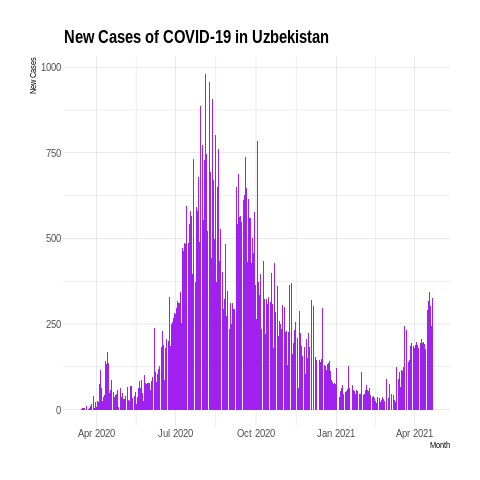 New Cases of COVID-19 in Uzbekistan
New Cases
1000
750
500
250
0
Apr 2020 Jul 2020 Oct 2020 Jan 2021 Apr 2021
Month